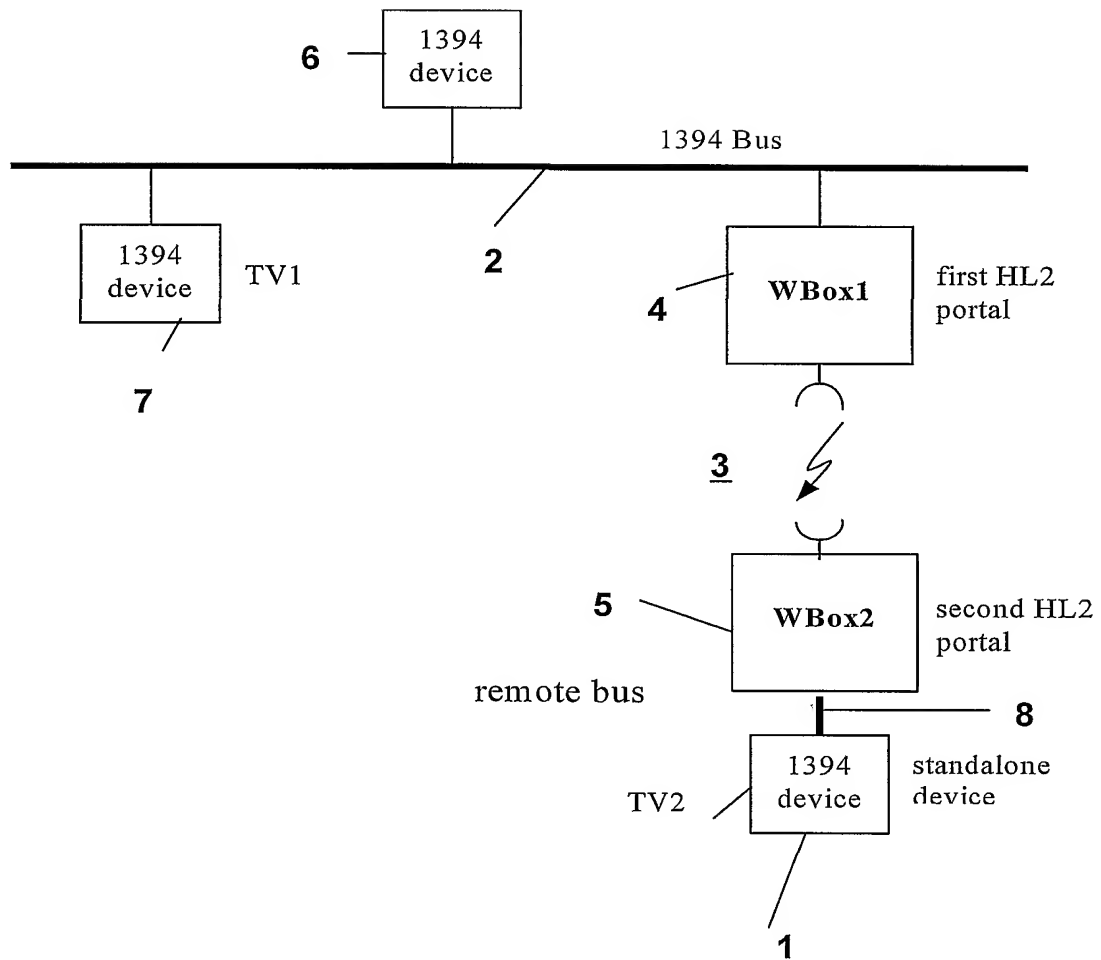 1394
device
6
1394 Bus
2
1394
device
TV1
7
WBox1
4
first HL2
portal
3
5
WBox2
second HL2
portal
remote bus
8
1394
device
standalone
device
TV2
1